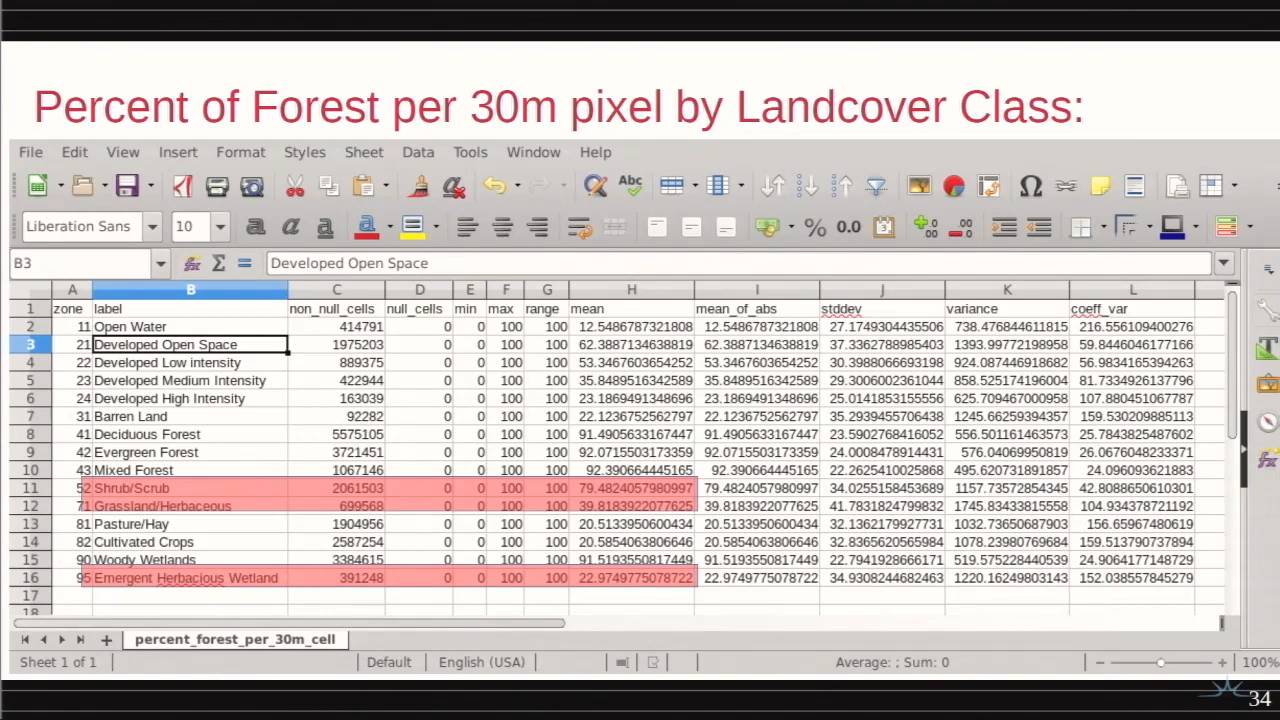 Percent of Forest per 30m pixel by Landcover Class:
File Edit View Insert Format Styles Sheet Data Tools Window Help
Abc
Liberation Sans 10 a a a a % 0.0
B3 Σ = Developed Open Space
A B C D E F G H I J K L
1 zone label non_null_cells null_cells min max range mean mean_of_abs stddev variance coeff_var
2 11 Open Water 414791 0 0 100 100 12.5486787321808 12.5486787321808 27.1749304435506 738.476844611815 216.556109400276
3 21 Developed Open Space 1975203 0 0 100 100 62.3887134638819 62.3887134638819 37.3362788985403 1393.99772198958 59.8446046177166
4 22 Developed Low intensity 889375 0 0 100 100 53.3467603654352 53.3467603654352 30.3988066693198 924.087446918682 56.9834165394263
5 23 Developed Medium Intensity 422944 0 0 100 100 35.8489516342589 35.8489516342589 29.3006002361044 858.525174196004 81.7334926137796
6 24 Developed High Intensity 163039 0 0 100 100 23.1869491348696 23.1869491348696 25.0141853155556 625.709467000958 107.880451067787
7 31 Barren Land 92282 0 0 100 100 22.1236752562797 22.1236752562797 35.2939455706438 1245.66259394357 159.530209885113
8 41 Deciduous Forest 5575105 0 0 100 100 91.4905633167447 91.4905633167447 23.5902768416052 556.501161463573 25.7843825487602
9 42 Evergreen Forest 3721451 0 0 100 100 92.0715503173359 92.0715503173359 24.0008478914431 576.04069950819 26.0676048233371
10 43 Mixed Forest 1067146 0 0 100 100 92.390664445165 92.390664445165 22.2625410025868 495.620731891857 24.096093621883
11 52 Shrub/Scrub 2061503 0 0 100 100 79.4824057980997 79.4824057980997 34.0255158453689 1157.73572854345 42.8088650610301
12 71 Grassland/Herbaceous 699568 0 0 100 100 39.8183922077625 39.8183922077625 41.7831824799832 1745.83433815558 104.934378721192
13 81 Pasture/Hay 1904956 0 0 100 100 20.5133950600434 20.5133950600434 32.1362179927731 1032.73650687903 156.65967480619
14 82 Cultivated Crops 2587254 0 0 100 100 20.5854063806646 20.5854063806646 32.8365620565984 1078.23980769364 159.513790737894
15 90 Woody Wetlands 3384615 0 0 100 100 91.5193550817449 91.5193550817449 22.7941928666171 519.575228440539 24.9064177148729
16 95 Emergent Herbacious Wetland 391248 0 0 100 100 22.9749775078722 22.9749775078722 34.9308244682463 1220.16249803143 152.038557845279
17
18
percent_forest_per_30m_cell
Sheet 1 of 1 Default English (USA) Average: ; Sum: 0 100%
34